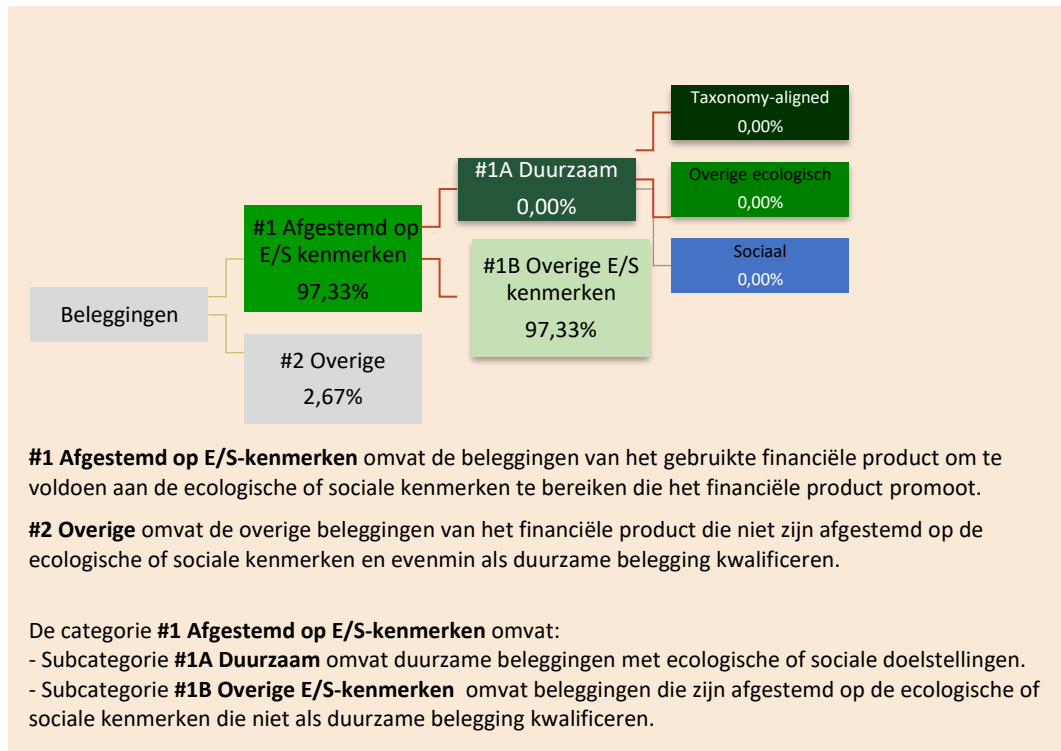 Beleggingen
#1 Afgestemd op
E/S kenmerken
97,33%
#2 Overige
2,67%
#1A Duurzaam
0,00%
#1B Overige E/S
kenmerken
97,33%
Taxonomy-aligned
0,00%
Overige ecologisch
0,00%
Sociaal
0,00%
#1 Afgestemd op E/S-kenmerken omvat de beleggingen van het gebruikte financiële product om te
voldoen aan de ecologische of sociale kenmerken te bereiken die het financiële product promoot.
#2 Overige omvat de overige beleggingen van het financiële product die niet zijn afgestemd op de
ecologische of sociale kenmerken en evenmin als duurzame belegging kwalificeren.
De categorie #1 Afgestemd op E/S-kenmerken omvat:
- Subcategorie #1A Duurzaam omvat duurzame beleggingen met ecologische of sociale doelstellingen.
- Subcategorie #1B Overige E/S-kenmerken omvat beleggingen die zijn afgestemd op de ecologische of
sociale kenmerken die niet als duurzame belegging kwalificeren.